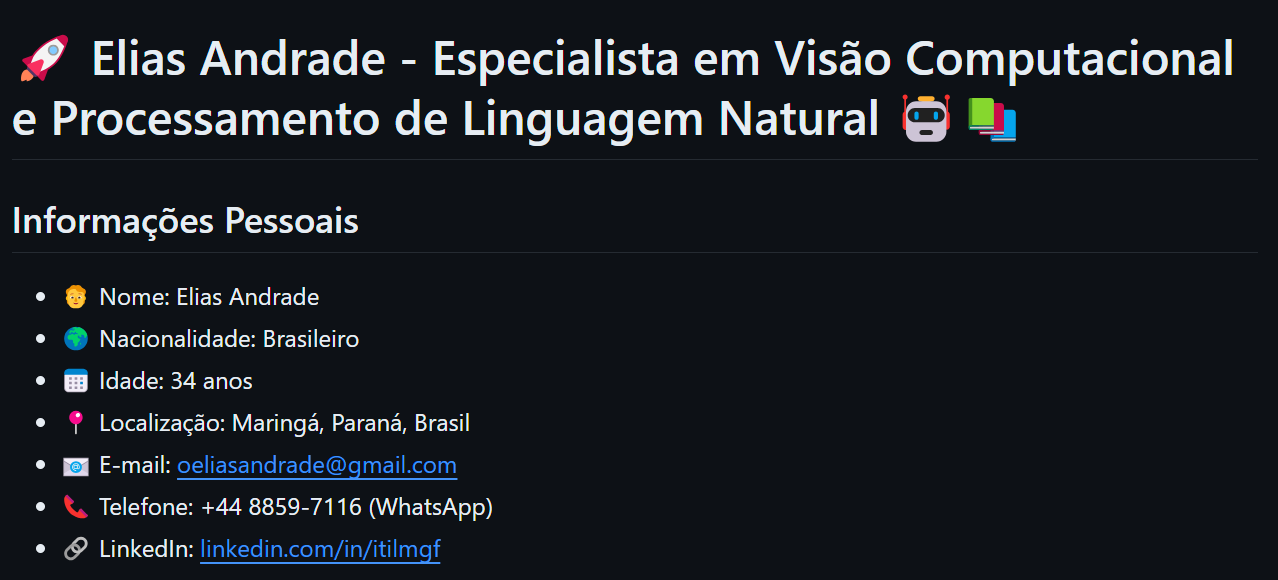 🚀 Elias Andrade - Especialista em Visão Computacional
e Processamento de Linguagem Natural 🤖 📚
Informações Pessoais
• 🧑 Nome: Elias Andrade
• 🌍 Nacionalidade: Brasileiro
• 📅 Idade: 34 anos
• 📍 Localização: Maringá, Paraná, Brasil
• 📧 E-mail: oeliasandrade@gmail.com
• 📞 Telefone: +44 8859-7116 (WhatsApp)
• 🔗 LinkedIn: linkedin.com/in/itilmgf